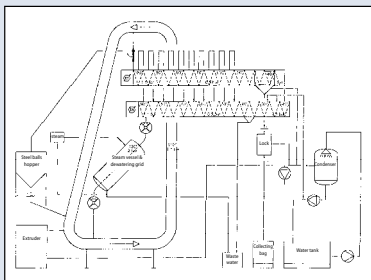 steam
Steel balls
hopper
Steam vessel &
dewatering grid
Lock
Condenser
Extruder
Waste
water
Collecting
bag
Water tank